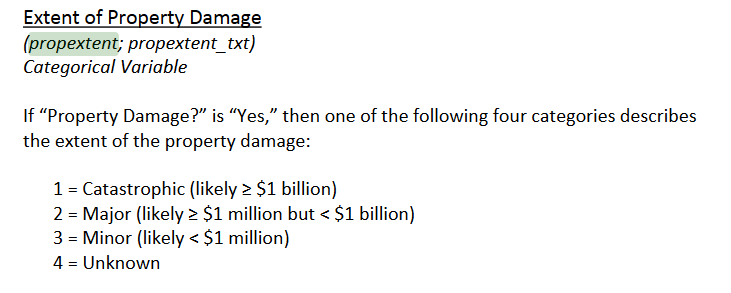 Extent of Property Damage
(propextent; propextent_txt)
Categorical Variable
If “Property Damage?” is “Yes,” then one of the following four categories describes
the extent of the property damage:
1 = Catastrophic (likely ≥ $1 billion)
2 = Major (likely ≥ $1 million but < $1 billion)
3 = Minor (likely < $1 million)
4 = Unknown